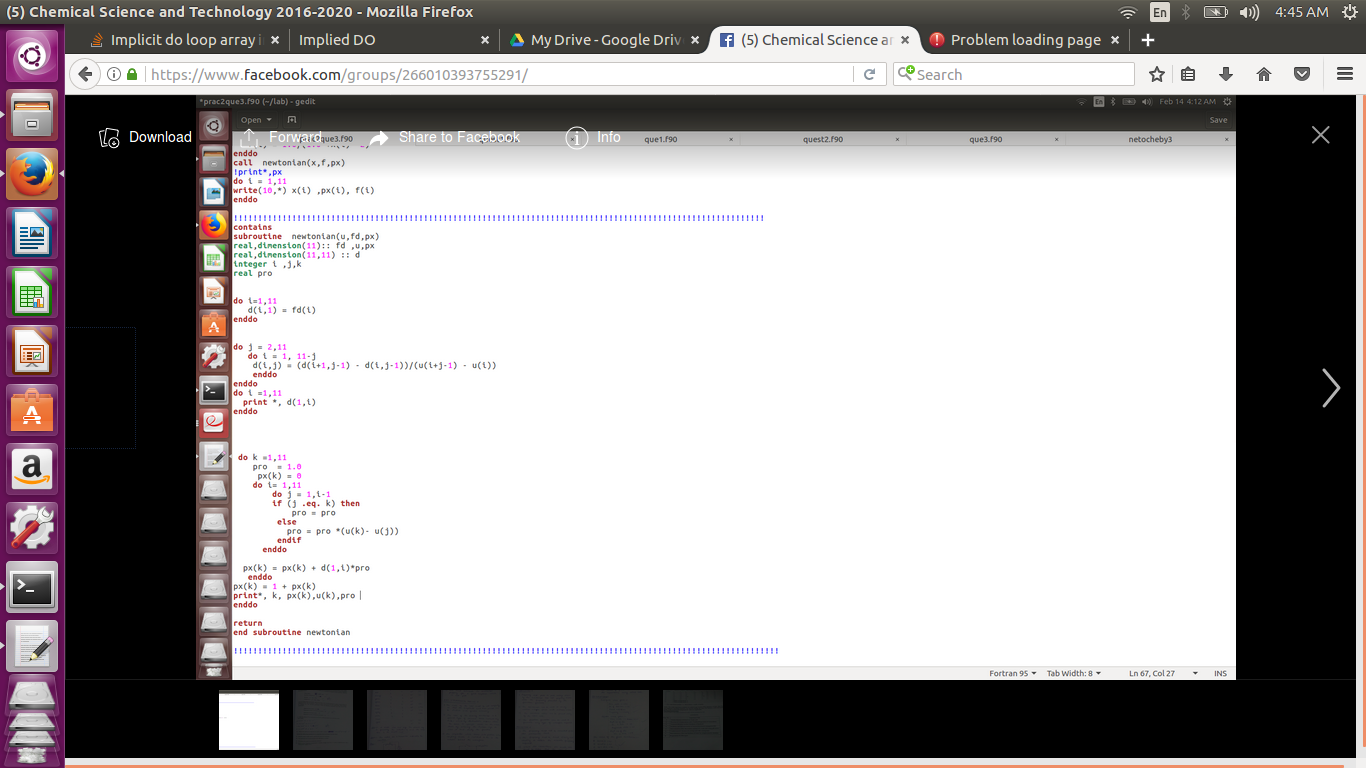 (5) Chemical Science and Technology 2016-2020 - Mozilla Firefox
En
4:45 AM
Implicit do loop array i
Implied DO
My Drive - Google Driv
(5) Chemical Science an
Problem loading page
https://www.facebook.com/groups/266010393755291/
Search
*prac2que3.f90 (~/lab) - gedit
En
Feb 14 4:12 AM
Open
Save
Download
Forward
Share to Facebook
Info
que1.f90
quest2.f90
que3.f90
netocheby3
enddo
call newtonian(x,f,px)
!print*,px
do i = 1,11
write(10,*) x(i) ,px(i), f(i)
enddo
contains
subroutine newtonian(u,fd,px)
real,dimension(11):: fd ,u,px
real,dimension(11,11) :: d
integer i ,j,k
real pro
do i=1,11
d(i,1) = fd(i)
enddo
do j = 2,11
do i = 1, 11-j
d(i,j) = (d(i+1,j-1) - d(i,j-1))/(u(i+j-1) - u(i))
enddo
enddo
do i =1,11
print *, d(1,i)
enddo
do k =1,11
pro = 1.0
px(k) = 0
do i= 1,11
do j = 1,i-1
if (j .eq. k) then
pro = pro
else
pro = pro *(u(k)- u(j))
endif
enddo
px(k) = px(k) + d(1,i)*pro
enddo
px(k) = 1 + px(k)
print*, k, px(k),u(k),pro
enddo
return
end subroutine newtonian
Fortran 95
Tab Width: 8
Ln 67, Col 27
INS